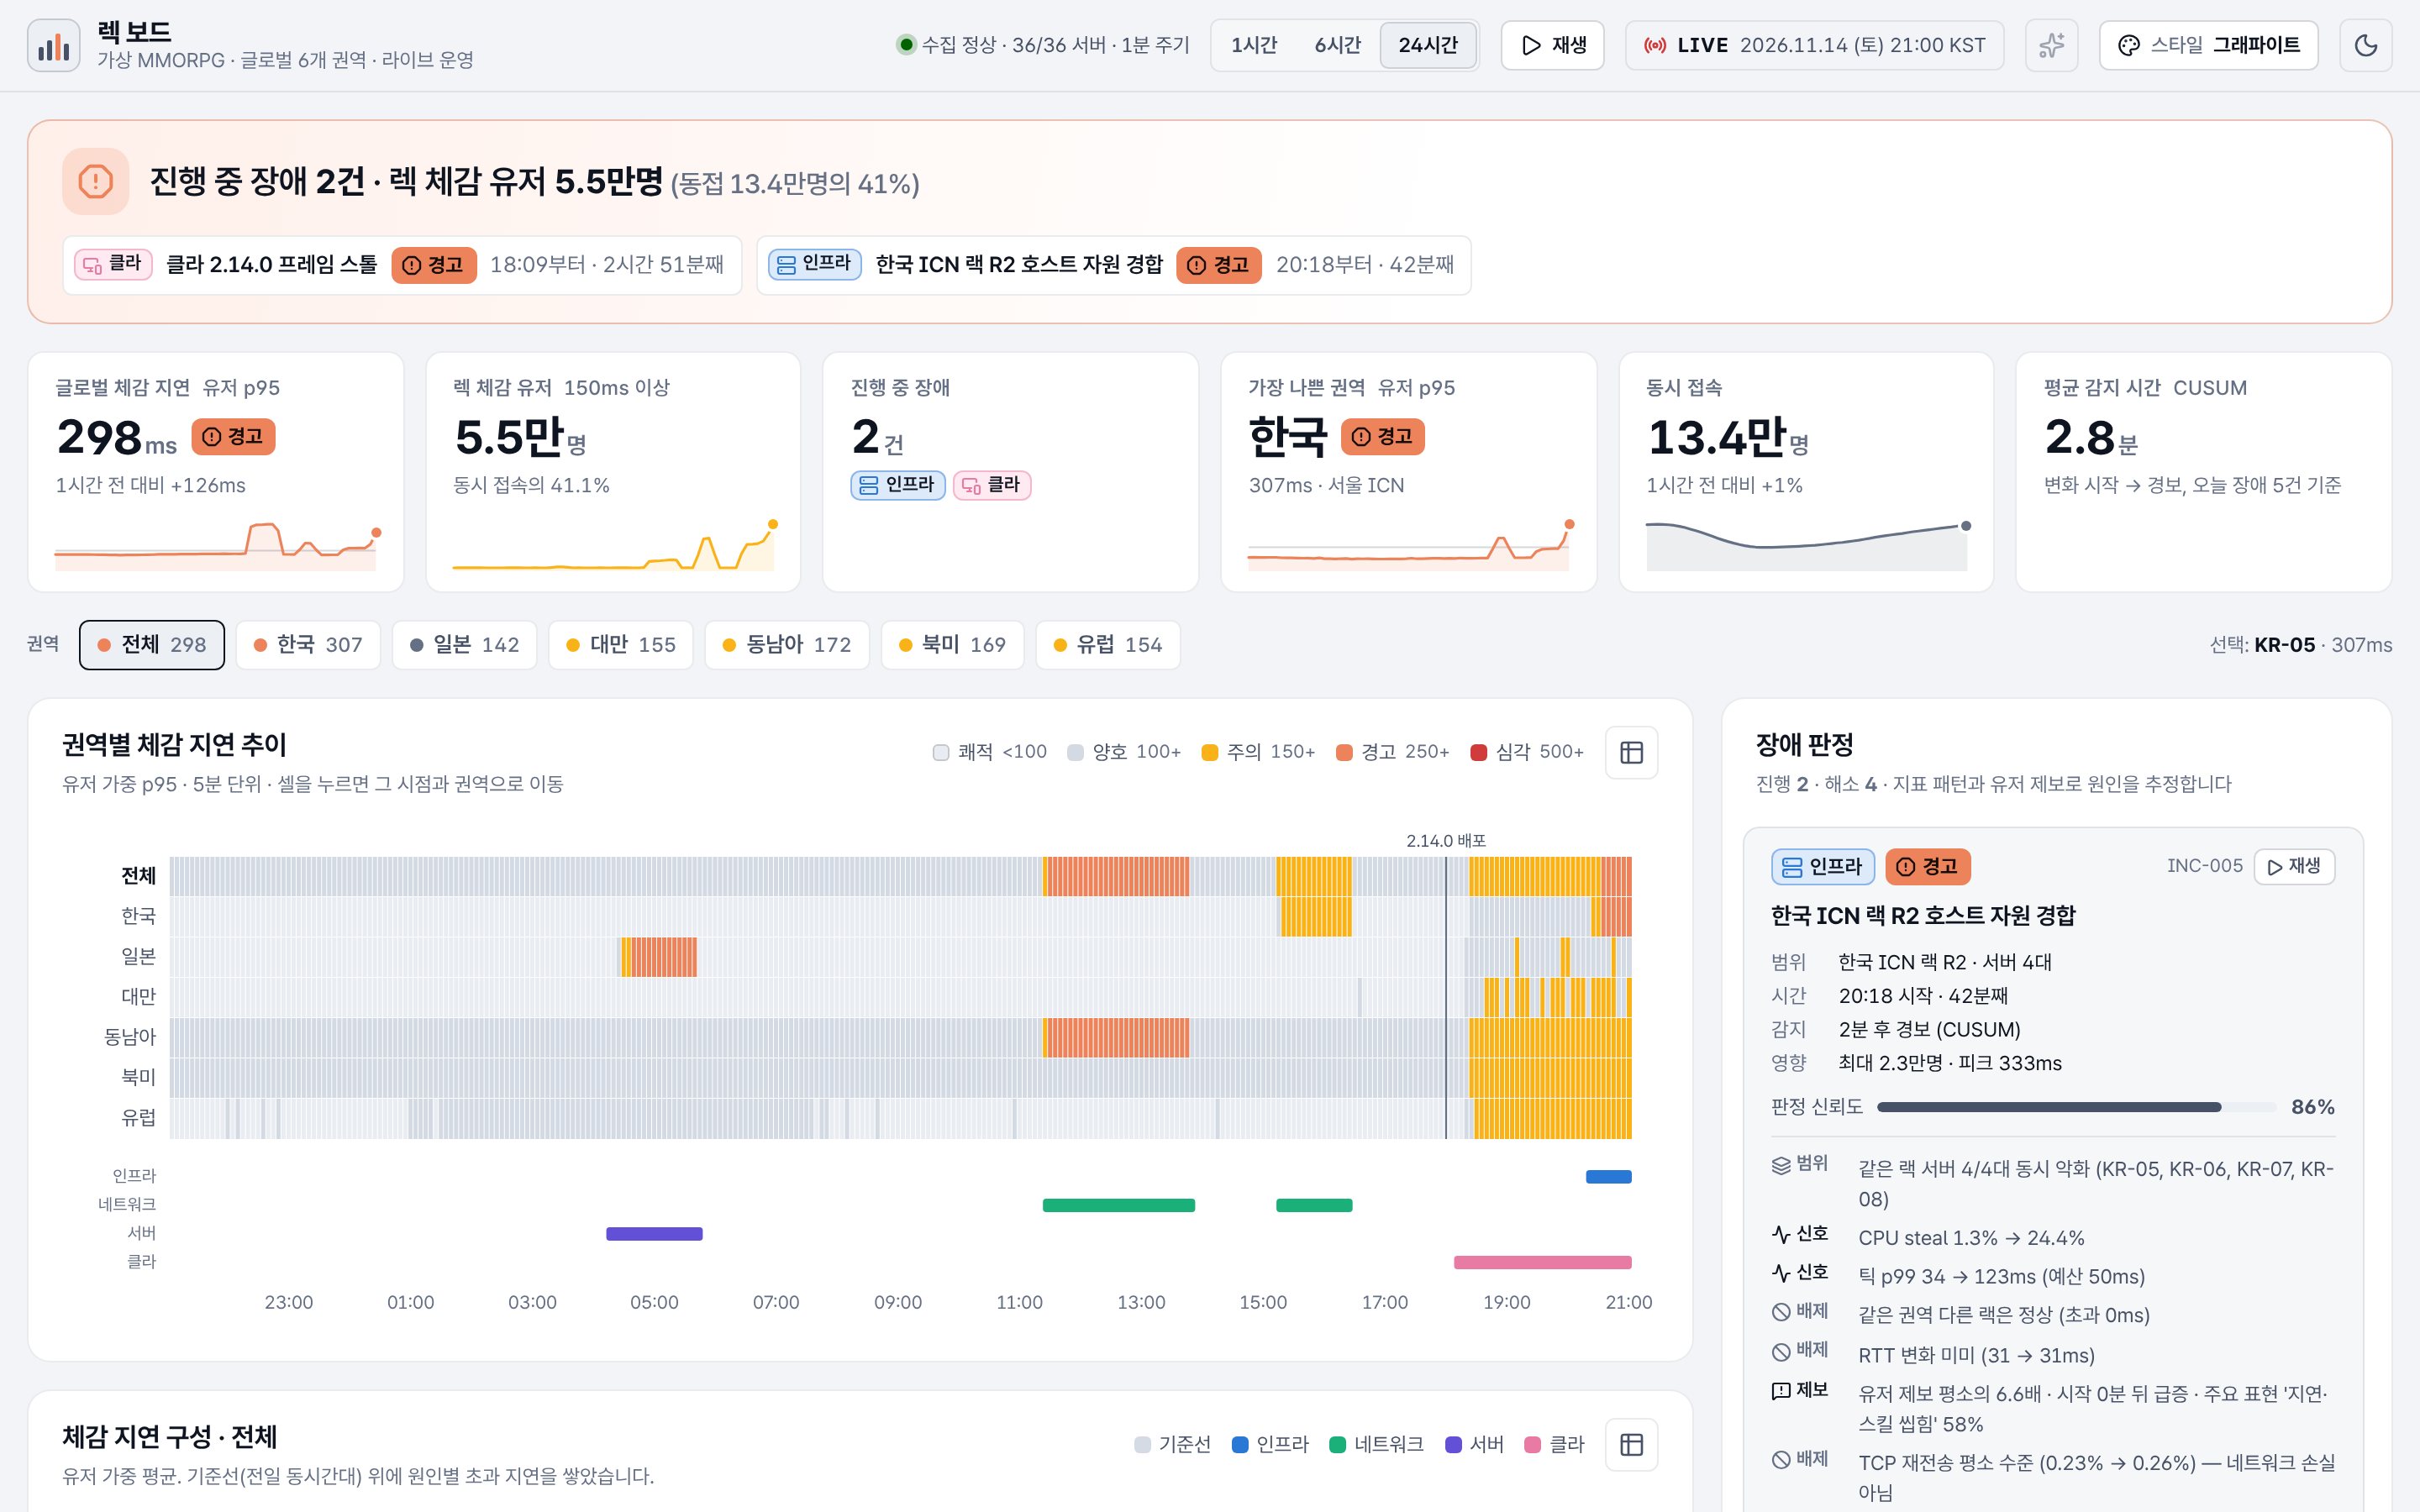 렉 보드
가상 MMORPG · 글로벌 6개 권역 · 라이브 운영
수집 정상 · 36/36 서버 · 1분 주기
1시간 6시간 24시간
재생
LIVE 2026.11.14 (토) 21:00 KST
스타일 그래파이트
진행 중 장애 2건 · 렉 체감 유저 5.5만명 (동접 13.4만명의 41%)
클라 클라 2.14.0 프레임 스톨 경고 18:09부터 · 2시간 51분째
인프라 한국 ICN 랙 R2 호스트 자원 경합 경고 20:18부터 · 42분째
글로벌 체감 지연 유저 p95
298ms 경고
1시간 전 대비 +126ms
렉 체감 유저 150ms 이상
5.5만명
동시 접속의 41.1%
진행 중 장애
2건
인프라 클라
가장 나쁜 권역 유저 p95
한국 경고
307ms · 서울 ICN
동시 접속
13.4만명
1시간 전 대비 +1%
평균 감지 시간 CUSUM
2.8분
변화 시작 → 경보, 오늘 장애 5건 기준
권역 전체 298 한국 307 일본 142 대만 155 동남아 172 북미 169 유럽 154
선택: KR-05 · 307ms
권역별 체감 지연 추이
유저 가중 p95 · 5분 단위 · 셀을 누르면 그 시점과 권역으로 이동
쾌적 <100 양호 100+ 주의 150+ 경고 250+ 심각 500+
2.14.0 배포
전체
한국
일본
대만
동남아
북미
유럽
인프라
네트워크
서버
클라
23:00 01:00 03:00 05:00 07:00 09:00 11:00 13:00 15:00 17:00 19:00 21:00
체감 지연 구성 · 전체
유저 가중 평균. 기준선(전일 동시간대) 위에 원인별 초과 지연을 쌓았습니다.
기준선 인프라 네트워크 서버 클라
장애 판정
진행 2 · 해소 4 · 지표 패턴과 유저 제보로 원인을 추정합니다
인프라 경고 INC-005 재생
한국 ICN 랙 R2 호스트 자원 경합
범위 한국 ICN 랙 R2 · 서버 4대
시간 20:18 시작 · 42분째
감지 2분 후 경보 (CUSUM)
영향 최대 2.3만명 · 피크 333ms
판정 신뢰도 86%
범위 같은 랙 서버 4/4대 동시 악화 (KR-05, KR-06, KR-07, KR-
08)
신호 CPU steal 1.3% → 24.4%
신호 틱 p99 34 → 123ms (예산 50ms)
배제 같은 권역 다른 랙은 정상 (초과 0ms)
배제 RTT 변화 미미 (31 → 31ms)
제보 유저 제보 평소의 6.6배 · 시작 0분 뒤 급증 · 주요 표현 '지연·
스킬 씹힘' 58%
배제 TCP 재전송 평소 수준 (0.23% → 0.26%) — 네트워크 손실
아님